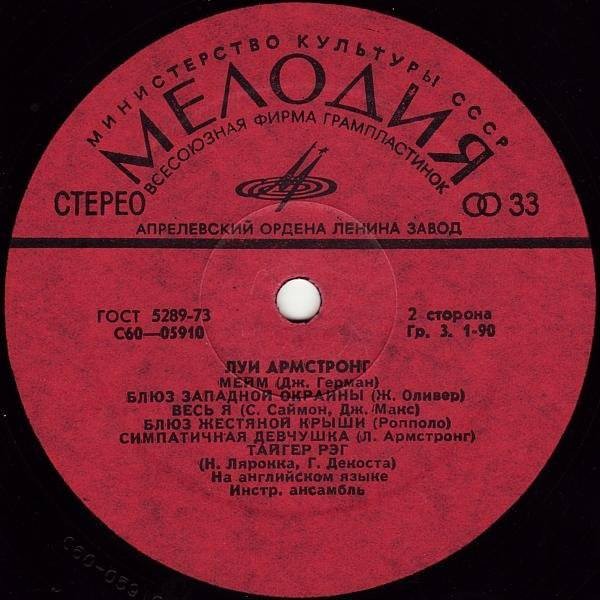 МИНИСТЕРСТВО КУЛЬТУРЫ СССР
МЕЛОДИЯ
ВСЕСОЮЗНАЯ ФИРМА ГРАМПЛАСТИНОК
СТЕРЕО
33
АПРЕЛЕВСКИЙ ОРДЕНА ЛЕНИНА ЗАВОД
ГОСТ 5289-73
С60—05910
2 сторона
Гр. 3. 1-90
ЛУИ АРМСТРОНГ
МЕЙМ (Дж. Герман)
БЛЮЗ ЗАПАДНОЙ ОКРАИНЫ (Ж. Оливер)
ВЕСЬ Я (С. Саймон, Дж. Макс)
БЛЮЗ ЖЕСТЯНОЙ КРЫШИ (Ропполо)
СИМПАТИЧНАЯ ДЕВЧУШКА (Л. Армстронг)
ТАЙГЕР РЭГ
(Н. Лярокка, Г. Декоста)
На английском языке
Инстр. ансамбль